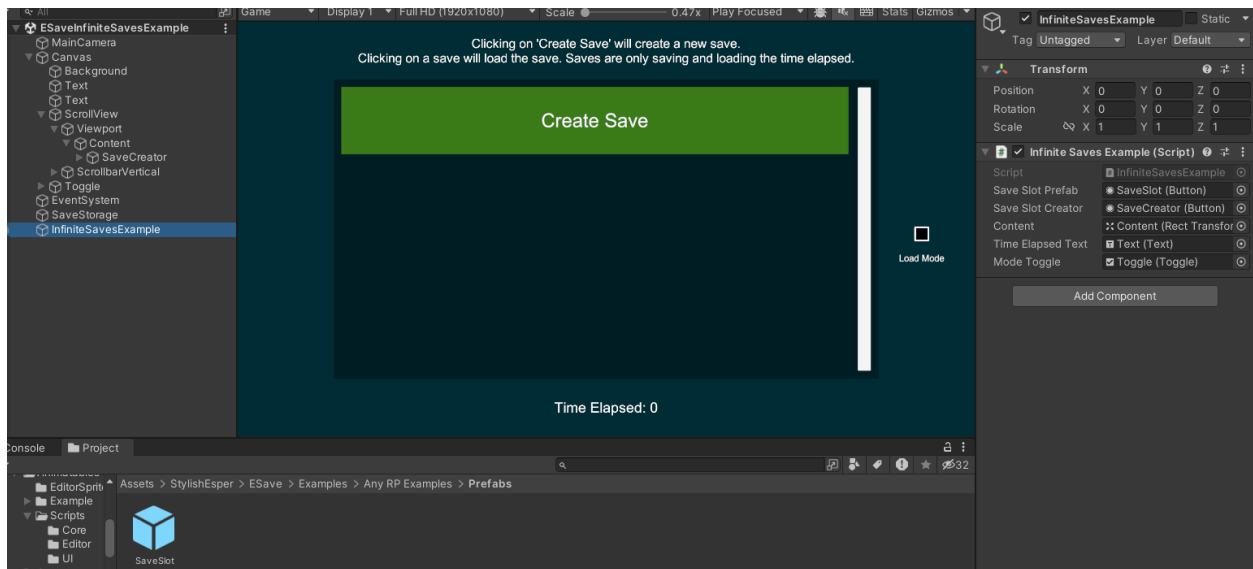 All
ESaveInfiniteSavesExample
MainCamera
Canvas
Background
Text
Text
ScrollView
Viewport
Content
SaveCreator
ScrollbarVertical
Toggle
EventSystem
SaveStorage
InfiniteSavesExample
Game Display 1 Full HD (1920x1080) Scale 0.47x Play Focused Stats Gizmos
Clicking on 'Create Save' will create a new save.
Clicking on a save will load the save. Saves are only saving and loading the time elapsed.
Create Save
Load Mode
Time Elapsed: 0
InfiniteSavesExample Static
Tag Untagged Layer Default
Transform
Position X 0 Y 0 Z 0
Rotation X 0 Y 0 Z 0
Scale X 1 Y 1 Z 1
Infinite Saves Example (Script)
Script InfiniteSavesExample
Save Slot Prefab SaveSlot (Button)
Save Slot Creator SaveCreator (Button)
Content Content (Rect Transfor
Time Elapsed Text Text (Text)
Mode Toggle Toggle (Toggle)
Add Component
Console Project
32
EditorSprit
Example
Scripts
Core
Editor
UI
Assets > StylishEsper > ESave > Examples > Any RP Examples > Prefabs
SaveSlot